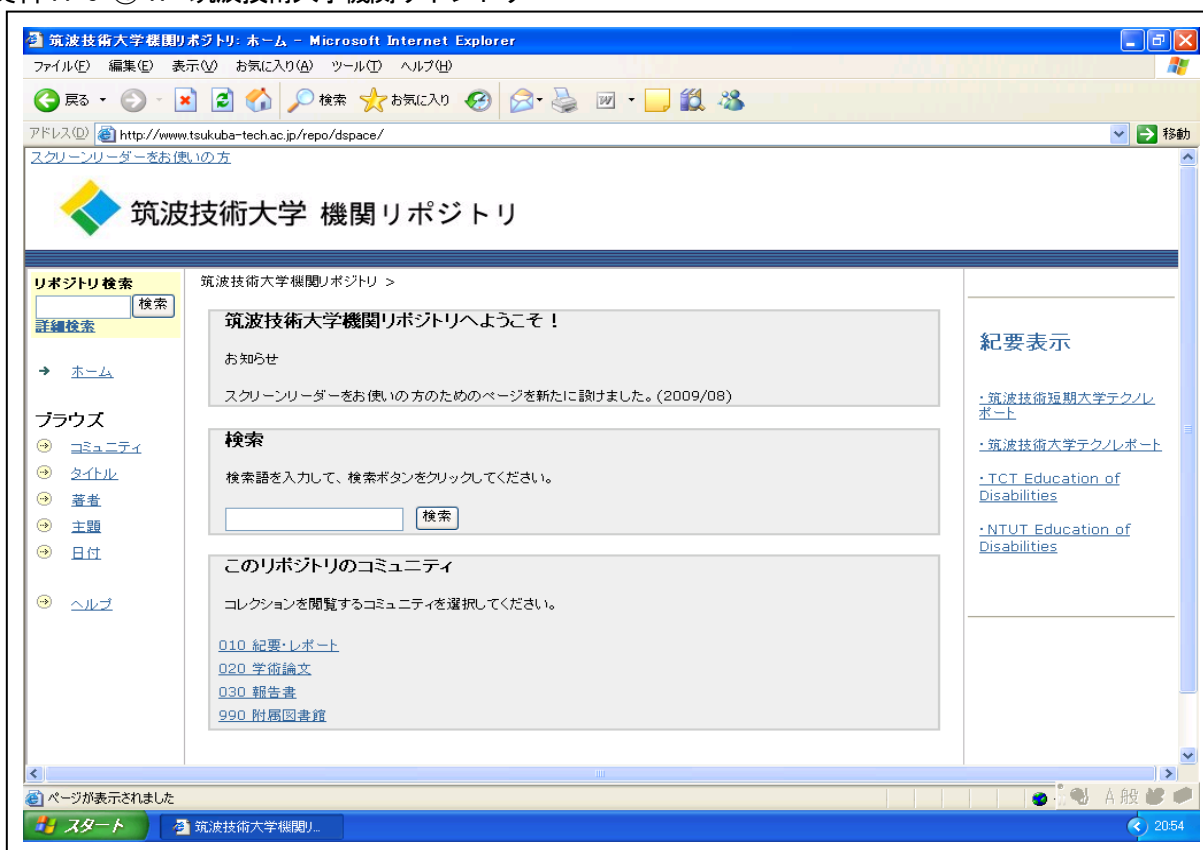 筑波技術大学機関リポジトリ: ホーム - Microsoft Internet Explorer
ファイル(F) 編集(E) 表示(V) お気に入り(A) ツール(T) ヘルプ(H)
戻る 検索 お気に入り
アドレス(D) http://www.tsukuba-tech.ac.jp/repo/dspace/ 移動
スクリーンリーダーをお使いの方
筑波技術大学 機関リポジトリ
リポジトリ検索
検索
詳細検索
ホーム
ブラウズ
コミュニティ
タイトル
著者
主題
日付
ヘルプ
筑波技術大学機関リポジトリ >
筑波技術大学機関リポジトリへようこそ！
お知らせ
スクリーンリーダーをお使いの方のためのページを新たに設けました。(2009/08)
検索
検索語を入力して、検索ボタンをクリックしてください。
検索
このリポジトリのコミュニティ
コレクションを閲覧するコミュニティを選択してください。
010 紀要・レポート
020 学術論文
030 報告書
990 附属図書館
紀要表示
・筑波技術短期大学テクノレ
ポート
・筑波技術大学テクノレポート
・TCT Education of
Disabilities
・NTUT Education of
Disabilities
ページが表示されました
A 般
スタート 筑波技術大学機関リ... 20:54